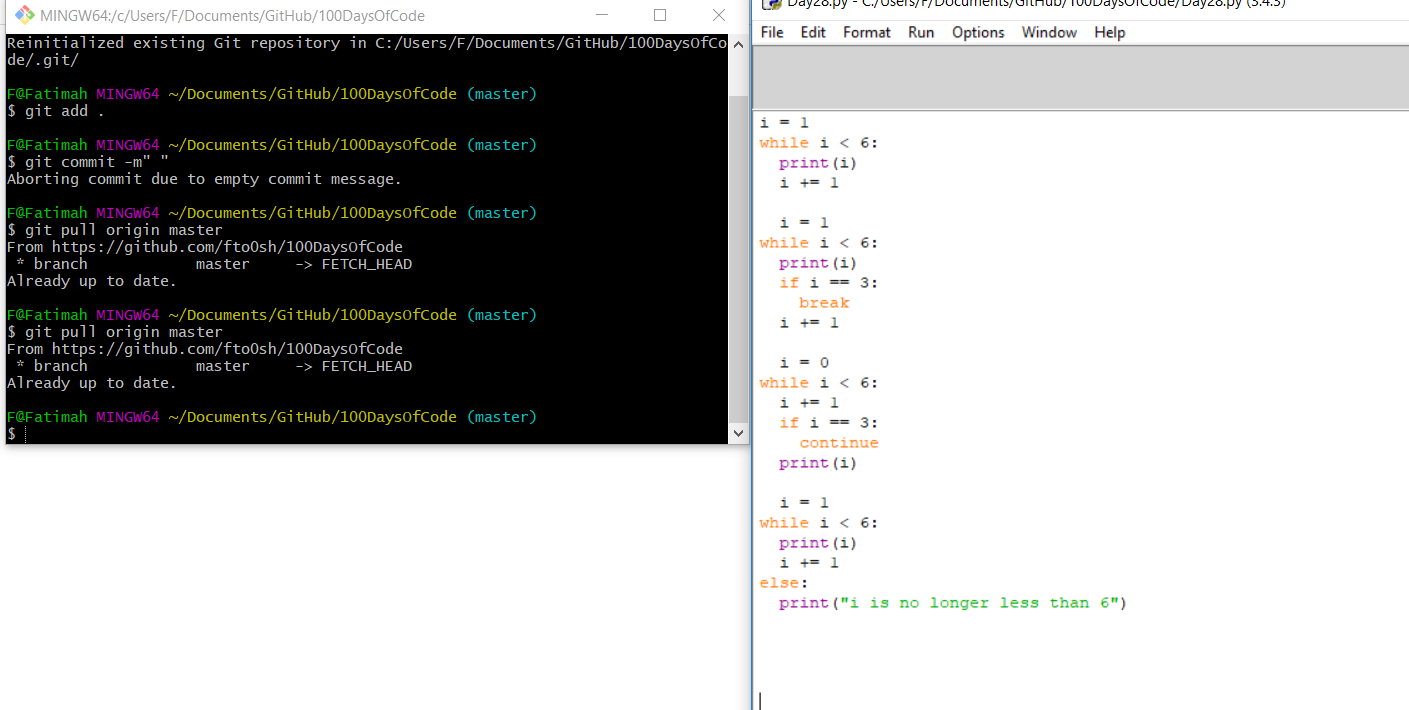 MINGW64:/c/Users/F/Documents/GitHub/100DaysOfCode
Reinitialized existing Git repository in C:/Users/F/Documents/GitHub/100DaysOfCo
de/.git/
F@Fatimah MINGW64 ~/Documents/GitHub/100DaysOfCode (master)
$ git add .
F@Fatimah MINGW64 ~/Documents/GitHub/100DaysOfCode (master)
$ git commit -m" "
Aborting commit due to empty commit message.
F@Fatimah MINGW64 ~/Documents/GitHub/100DaysOfCode (master)
$ git pull origin master
From https://github.com/fto0sh/100DaysOfCode
 * branch            master     -> FETCH_HEAD
Already up to date.
F@Fatimah MINGW64 ~/Documents/GitHub/100DaysOfCode (master)
$ git pull origin master
From https://github.com/fto0sh/100DaysOfCode
 * branch            master     -> FETCH_HEAD
Already up to date.
F@Fatimah MINGW64 ~/Documents/GitHub/100DaysOfCode (master)
$
Day28.py - C:/Users/F/Documents/GitHub/100DaysOfCode/Day28.py (3.4.3)
File Edit Format Run Options Window Help
i = 1
while i < 6:
  print(i)
  i += 1
  i = 1
while i < 6:
  print(i)
  if i == 3:
    break
  i += 1
  i = 0
while i < 6:
  i += 1
  if i == 3:
    continue
  print(i)
  i = 1
while i < 6:
  print(i)
  i += 1
else:
  print("i is no longer less than 6")